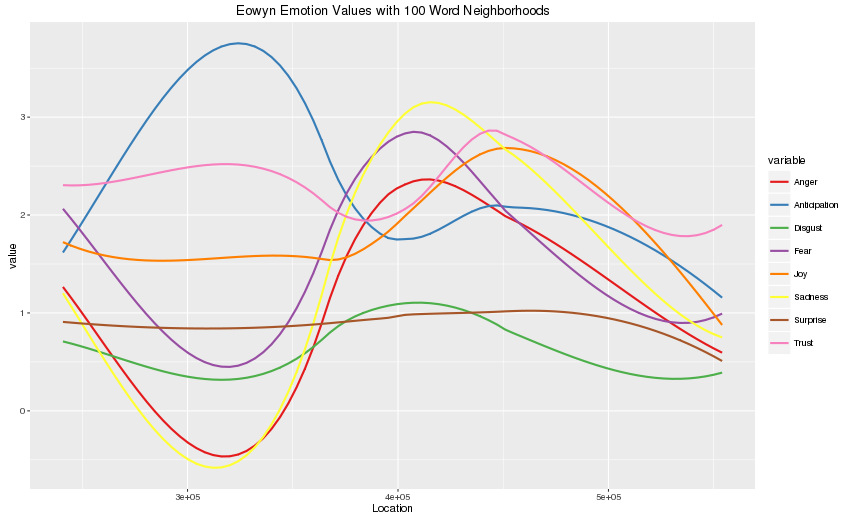 Eowyn Emotion Values with 100 Word Neighborhoods
value
3
2
1
0
3e+05
4e+05
5e+05
Location
variable
Anger
Anticipation
Disgust
Fear
Joy
Sadness
Surprise
Trust